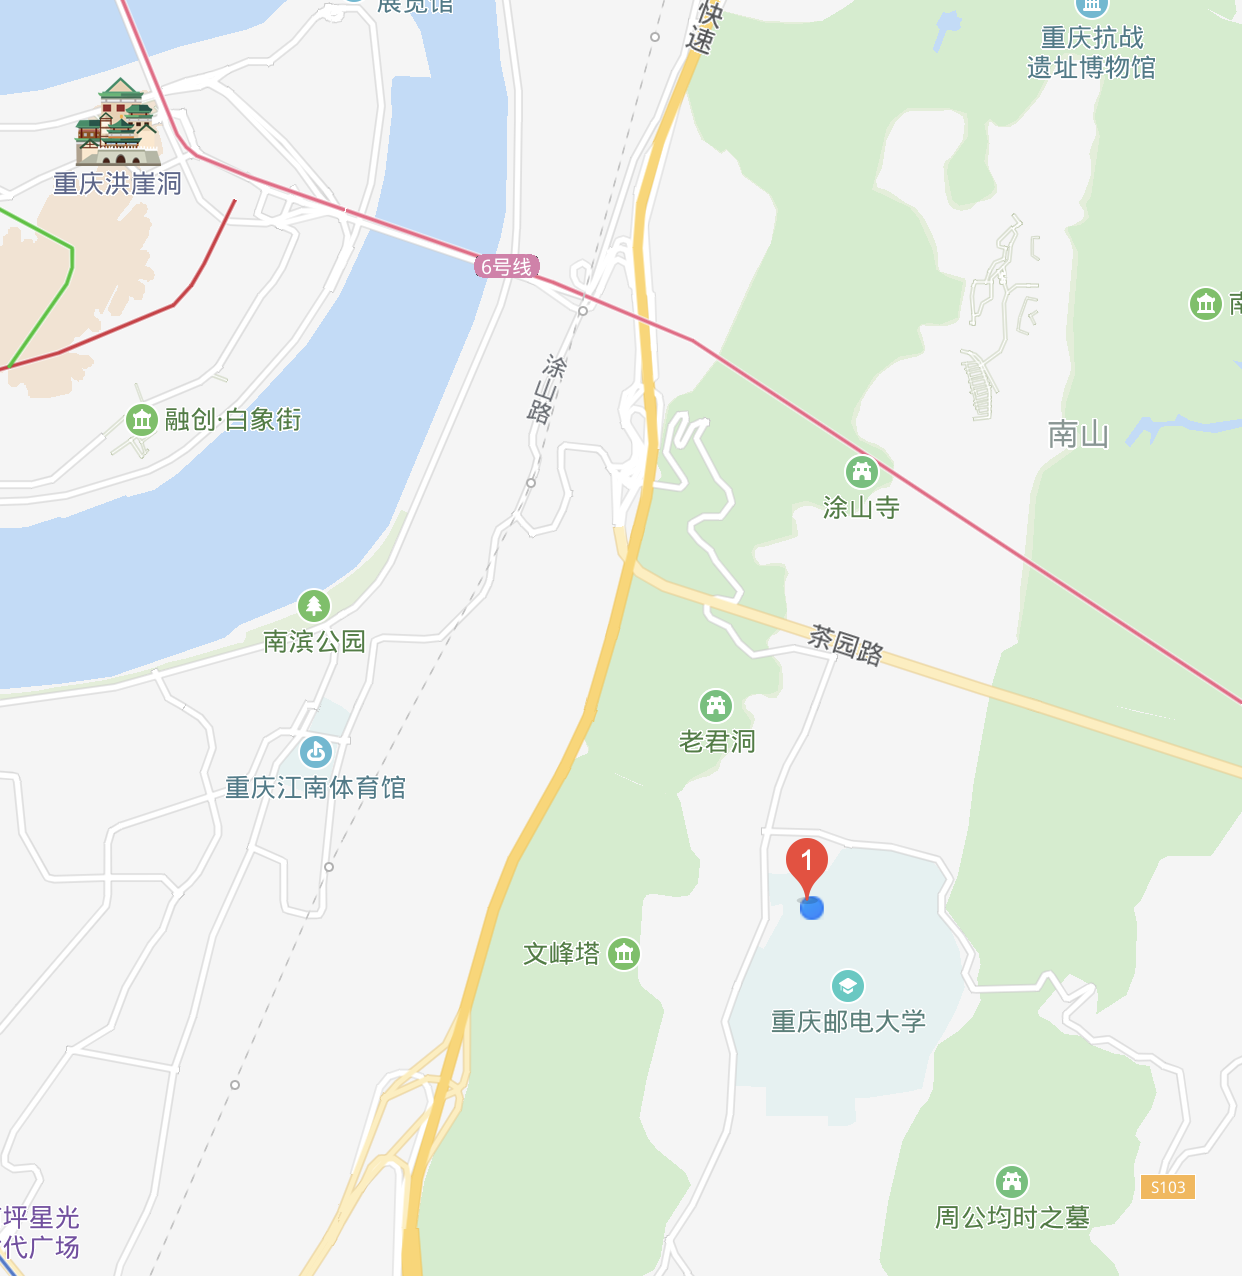 展览馆
快速
重庆抗战
遗址博物馆
重庆洪崖洞
6号线
南
涂山路
融创·白象街
南山
涂山寺
南滨公园
茶园路
老君洞
重庆江南体育馆
1
文峰塔
重庆邮电大学
S103
周公均时之墓
坪星光
代广场